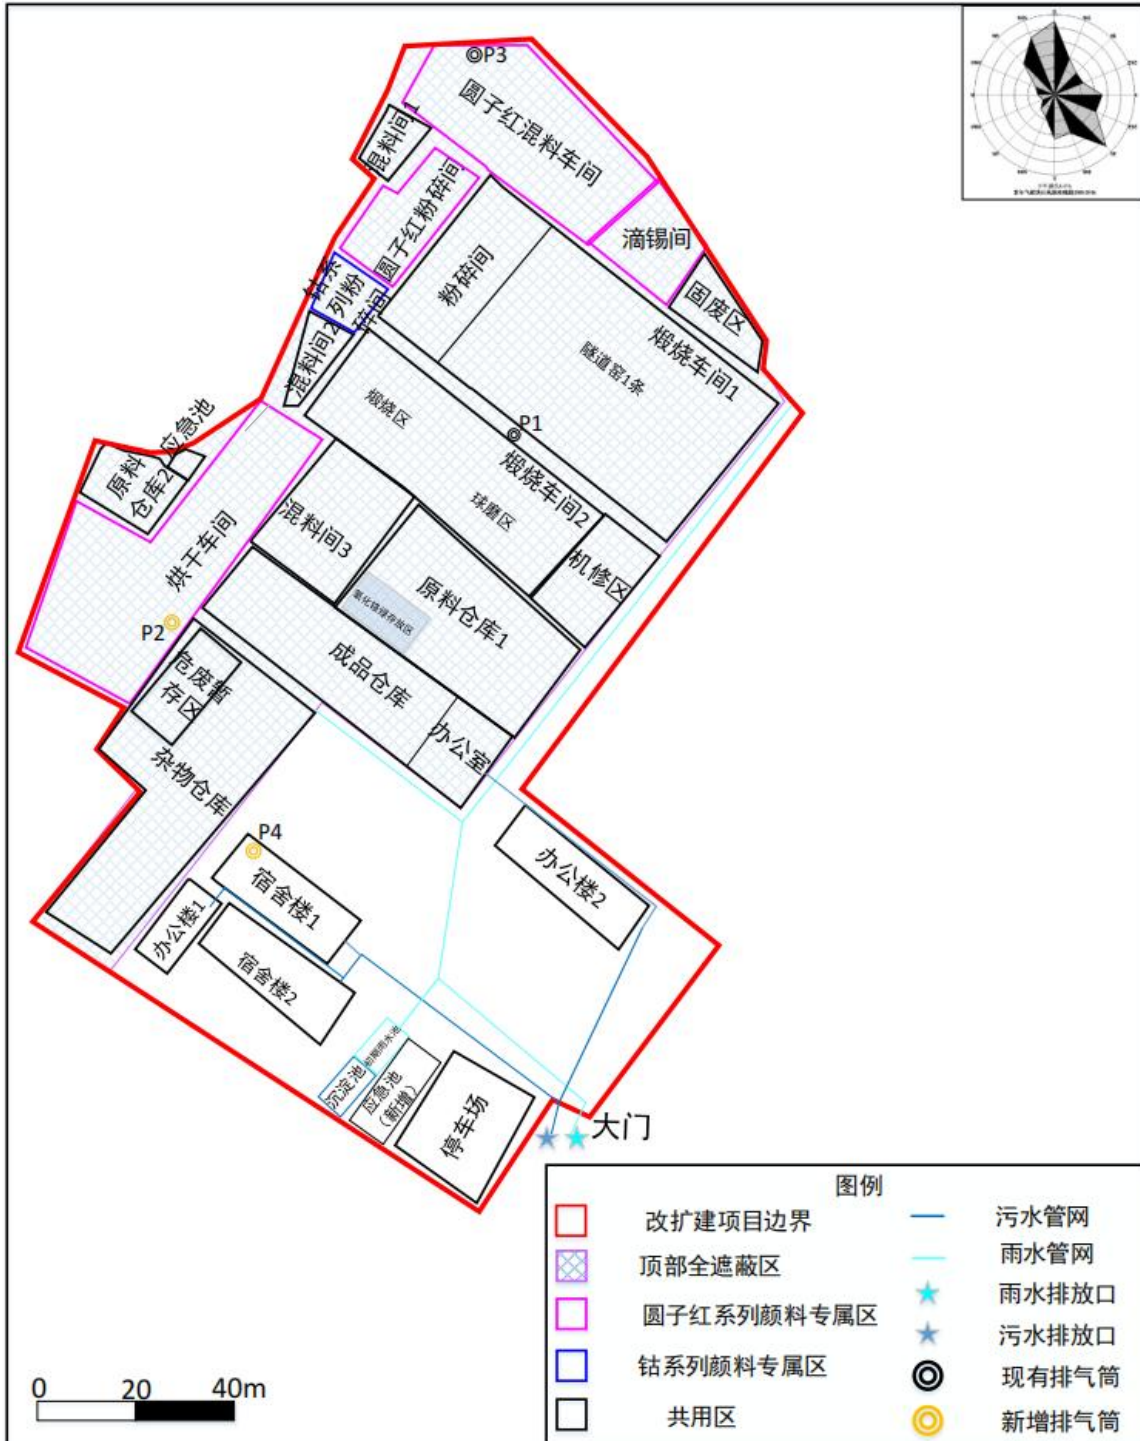 P3
圆子红混料车间
混料间1
圆子红粉碎间
滴锡间
固废区
粉碎间
钴系
列粉
碎间
混料间2
煅烧车间1
隧道窑1条
煅烧区
P1
煅烧车间2
球磨区
机修区
应急池
原料
仓库2
烘干车间
混料间3
原料仓库1
P2
成品仓库
办公室
危废暂
存区
杂物仓库
P4
宿舍楼1
办公楼1
宿舍楼2
办公楼2
初期雨水池
沉淀池
应急池
（新增）
停车场
大门
图例
改扩建项目边界
顶部全遮蔽区
圆子红系列颜料专属区
钴系列颜料专属区
共用区
污水管网
雨水管网
雨水排放口
污水排放口
现有排气筒
新增排气筒
0 20 40m